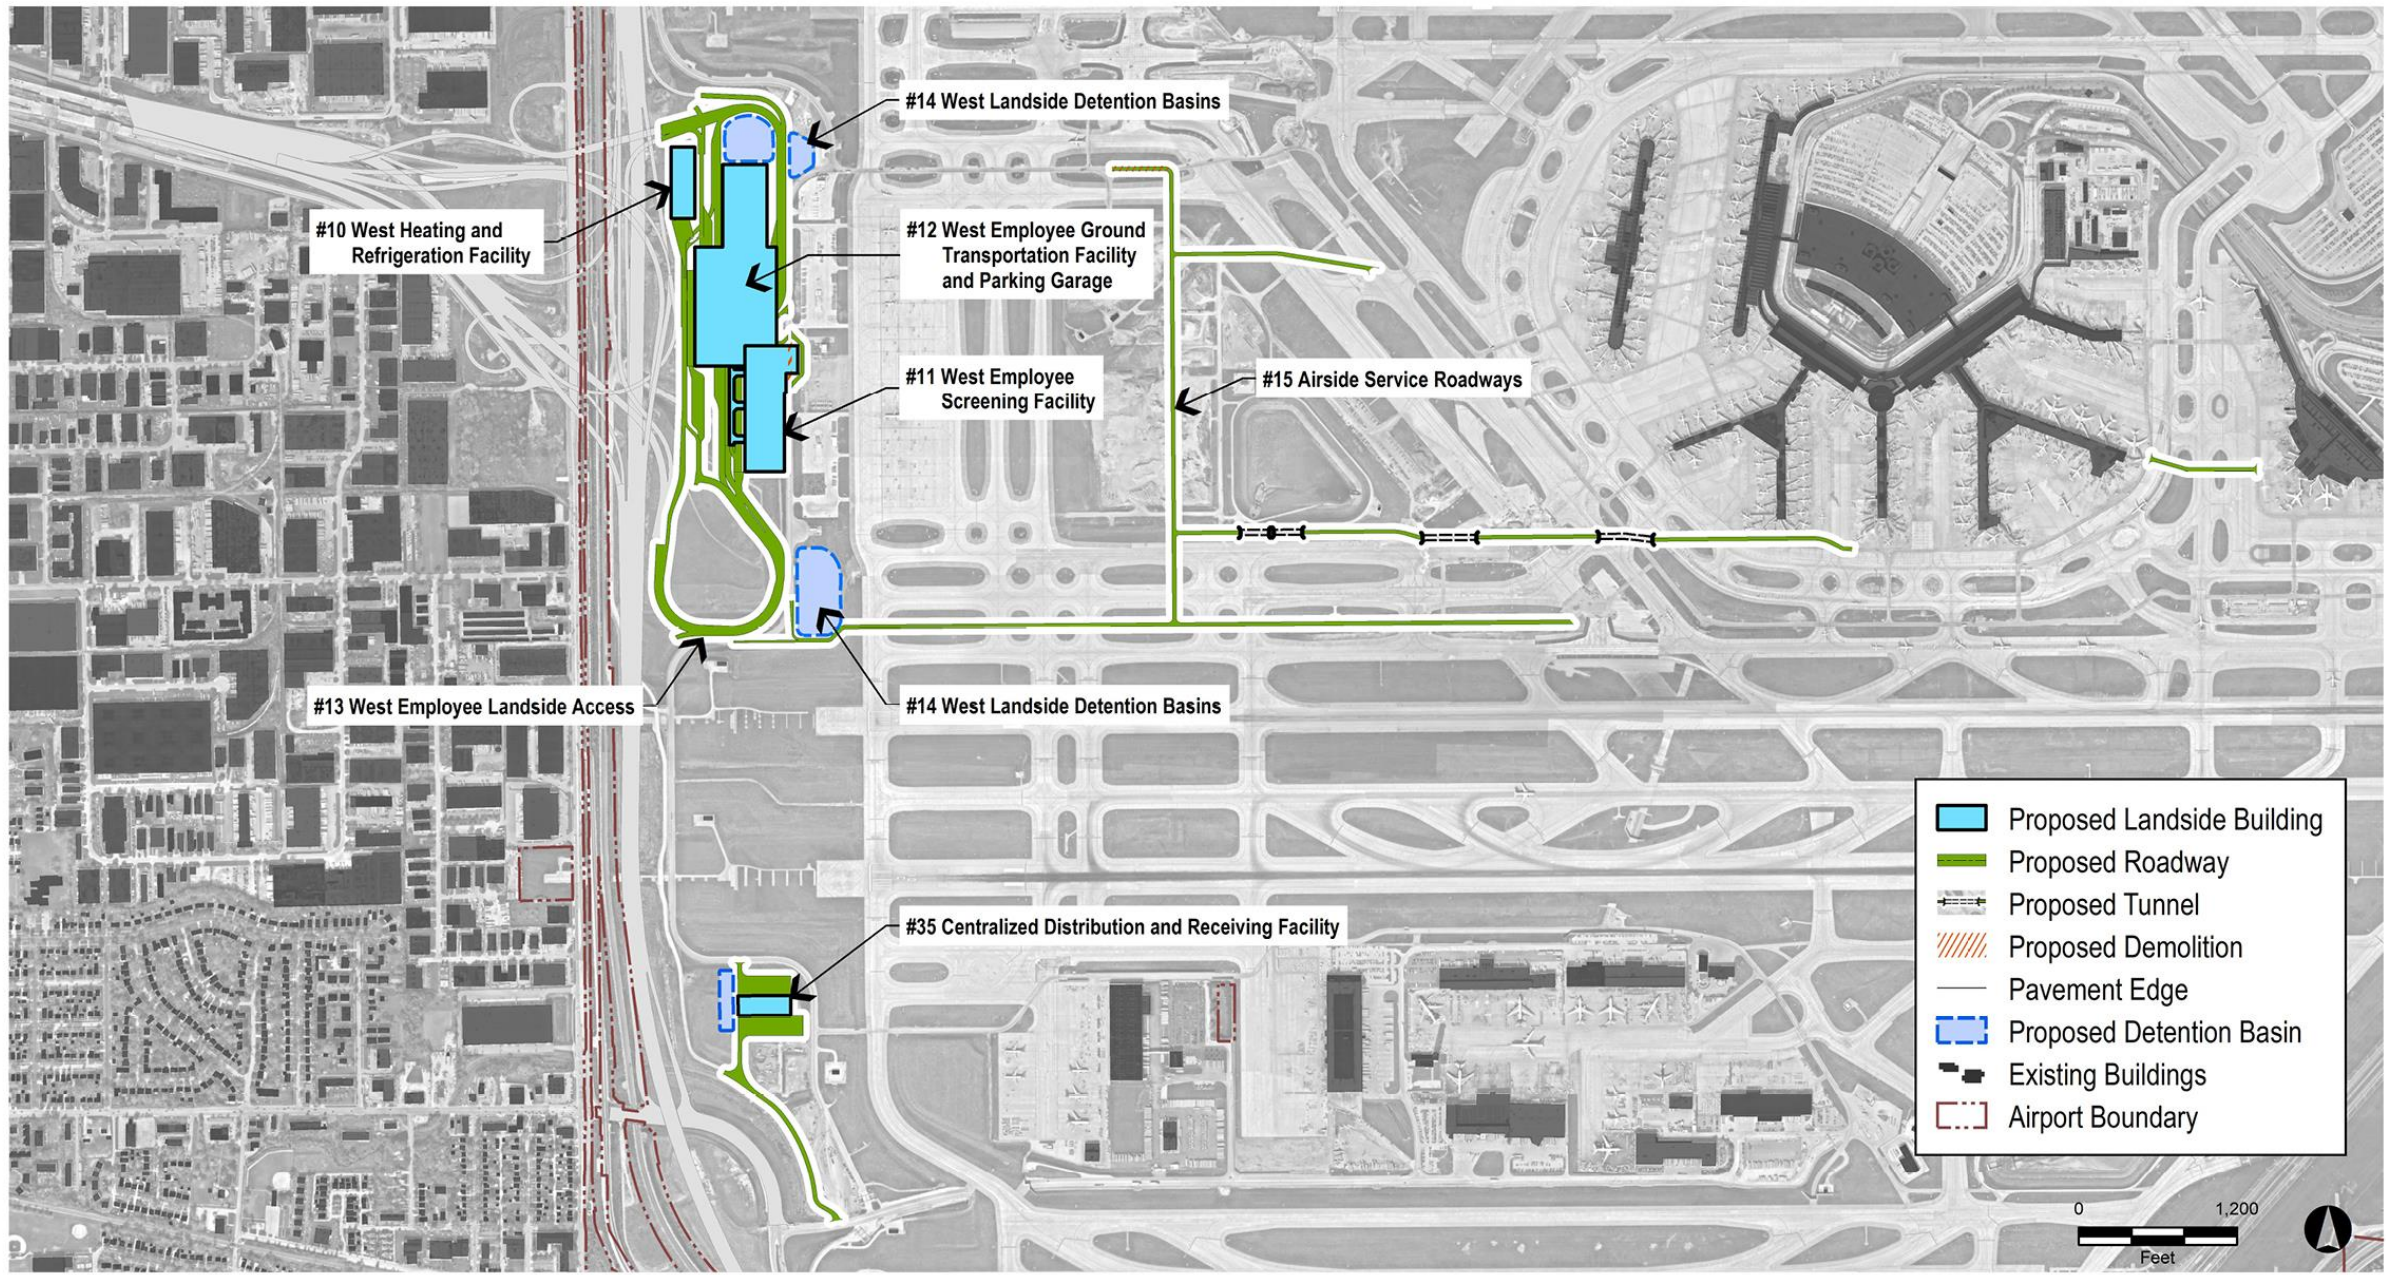 #14 West Landside Detention Basins
#10 West Heating and
Refrigeration Facility
#12 West Employee Ground
Transportation Facility
and Parking Garage
#11 West Employee
Screening Facility
#15 Airside Service Roadways
#13 West Employee Landside Access
#14 West Landside Detention Basins
#35 Centralized Distribution and Receiving Facility
Proposed Landside Building
Proposed Roadway
Proposed Tunnel
Proposed Demolition
Pavement Edge
Proposed Detention Basin
Existing Buildings
Airport Boundary
0 1,200
Feet